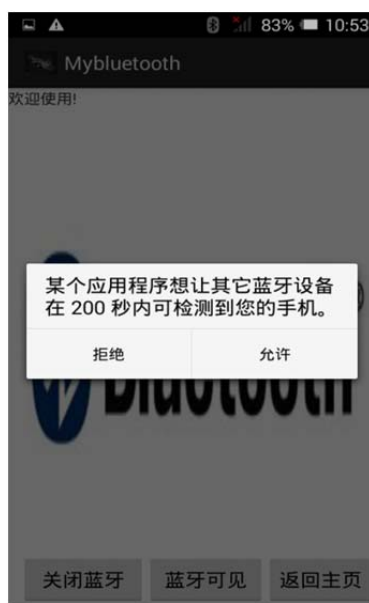 83% 10:53
Mybluetooth
欢迎使用!
某个应用程序想让其它蓝牙设备
在 200 秒内可检测到您的手机。
拒绝 允许
Bluetooth
关闭蓝牙 蓝牙可见 返回主页